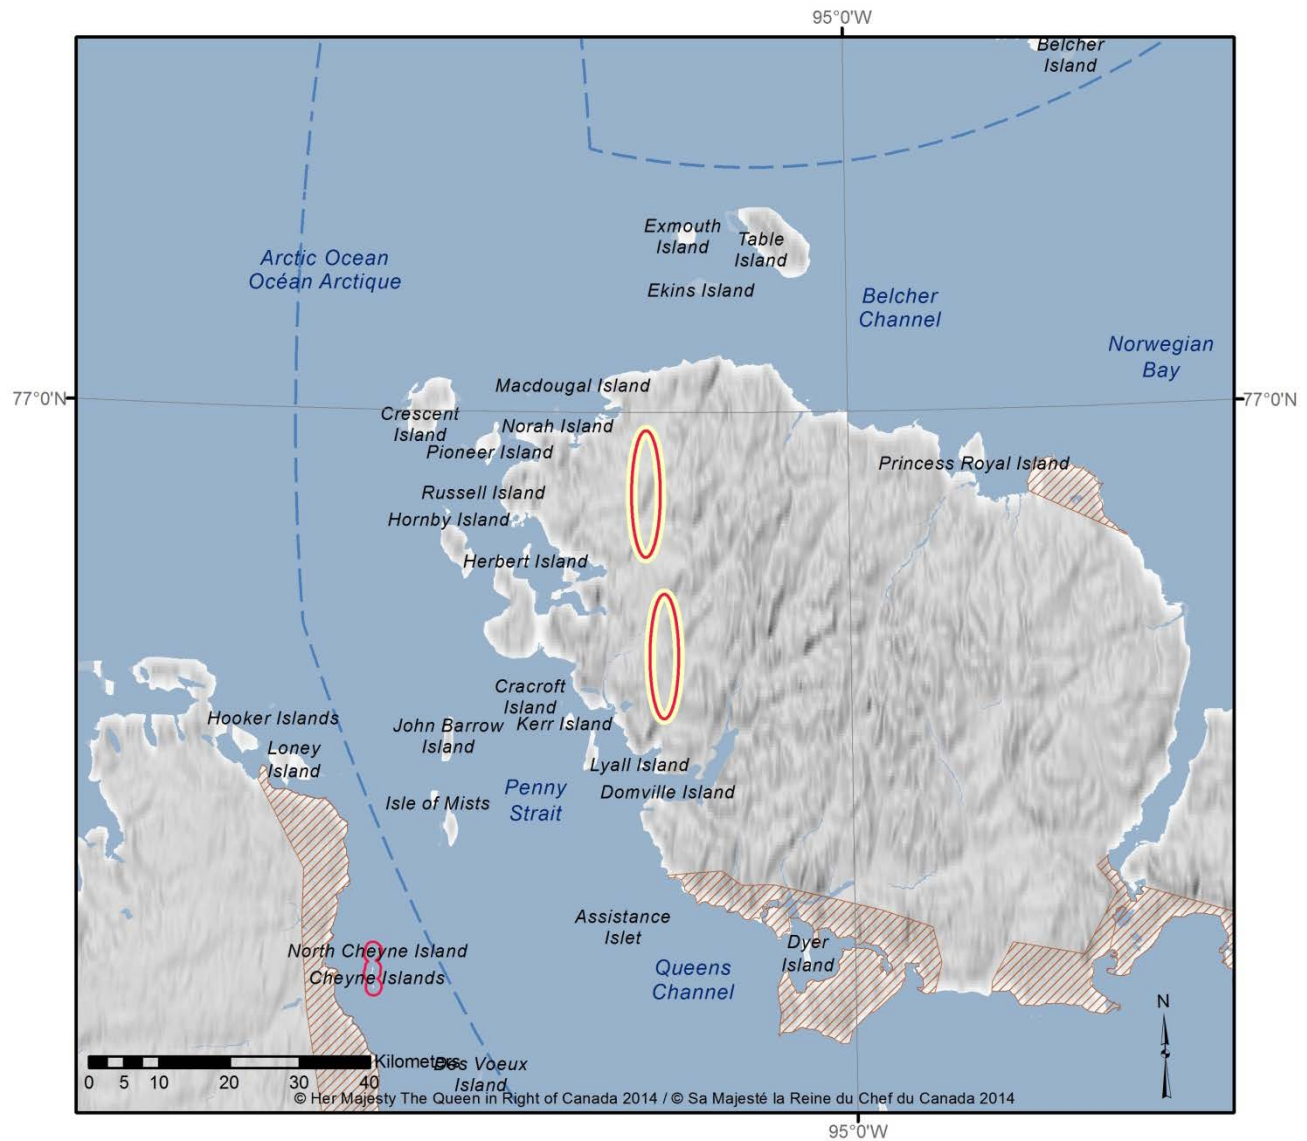 95°0'W
Belcher
Island
Exmouth
Island
Table
Island
Arctic Ocean
Océan Arctique
Ekins Island
Belcher
Channel
Norwegian
Bay
77°0'N
77°0'N
Macdougal Island
Crescent
Island
Norah Island
Pioneer Island
Princess Royal Island
Russell Island
Hornby Island
Herbert Island
Cracroft
Island
Kerr Island
Hooker Islands
John Barrow
Island
Loney
Island
Lyall Island
Domville Island
Penny
Strait
Isle of Mists
Assistance
Islet
North Cheyne Island
Cheyne Islands
Dyer
Island
Queens
Channel
N
Kilometers
0 5 10 20 30 40
Des Voeux
Island
© Her Majesty The Queen in Right of Canada 2014 / © Sa Majesté la Reine du Chef du Canada 2014
95°0'W